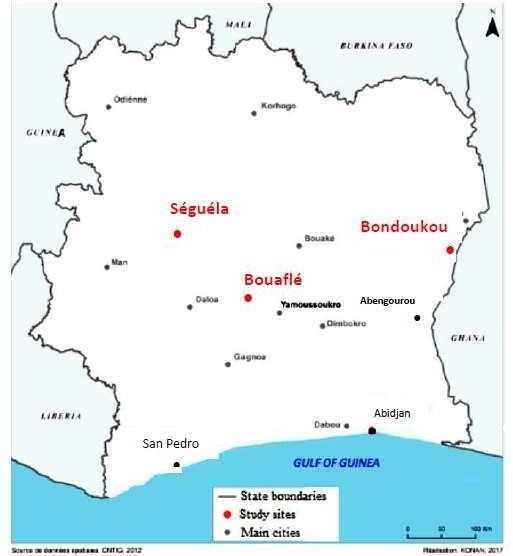 N
MALI
BURKINA FASO
Odiénné
Korhogo
GUINEA
Séguéla
Bondoukou
Bouaké
Man
Bouaflé
Daloa
Yamoussoukro
Abengourou
Dimbokro
GHANA
Gagnoa
LIBERIA
Abidjan
Dabou
San Pedro
GULF OF GUINEA
State boundaries
Study sites
Main cities
0 50 100 Km
Source de données spatiales: CNTIG, 2012
Réalisation: KONAN, 2017